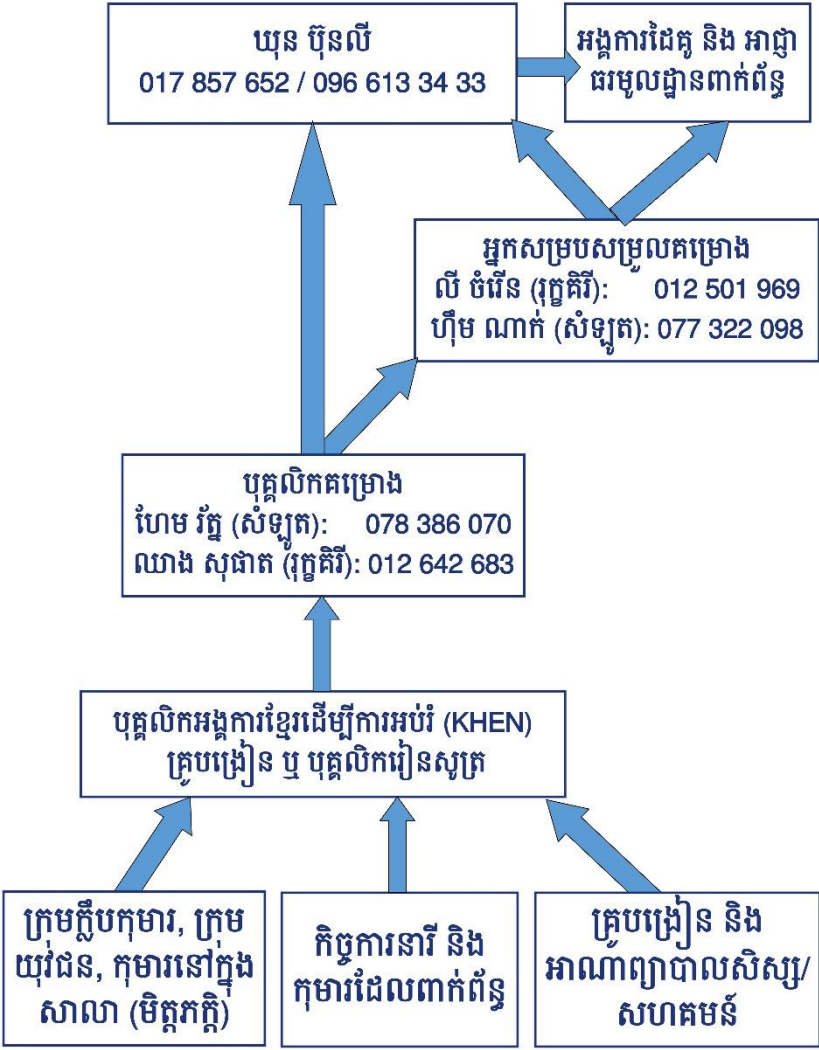 ឃុន ប៊ុនលី
017 857 652 / 096 613 34 33
អង្គការដៃគូ និង អាជ្ញា
ធរមូលដ្ឋានពាក់ព័ន្ធ
អ្នកសម្របសម្រួលគម្រោង
លី ចំរើន (រុក្ខគិរី): 012 501 969
ហ៊ឹម ណាក់ (សំឡូត): 077 322 098
បុគ្គលិកគម្រោង
ហែម រ័ត្ន (សំឡូត): 078 386 070
ឈាង សុផាត (រុក្ខគិរី): 012 642 683
បុគ្គលិកអង្គការខ្មែរដើម្បីការអប់រំ (KHEN)
គ្រូបង្រៀន ឬ បុគ្គលិករៀនសូត្រ
ក្រុមក្លឹបកុមារ, ក្រុម
យុវជន, កុមារនៅក្នុង
សាលា (មិត្តភក្តិ)
កិច្ចការនារី និង
កុមារដែលពាក់ព័ន្ធ
គ្រូបង្រៀន និង
អាណាព្យាបាលសិស្ស/
សហគមន៍